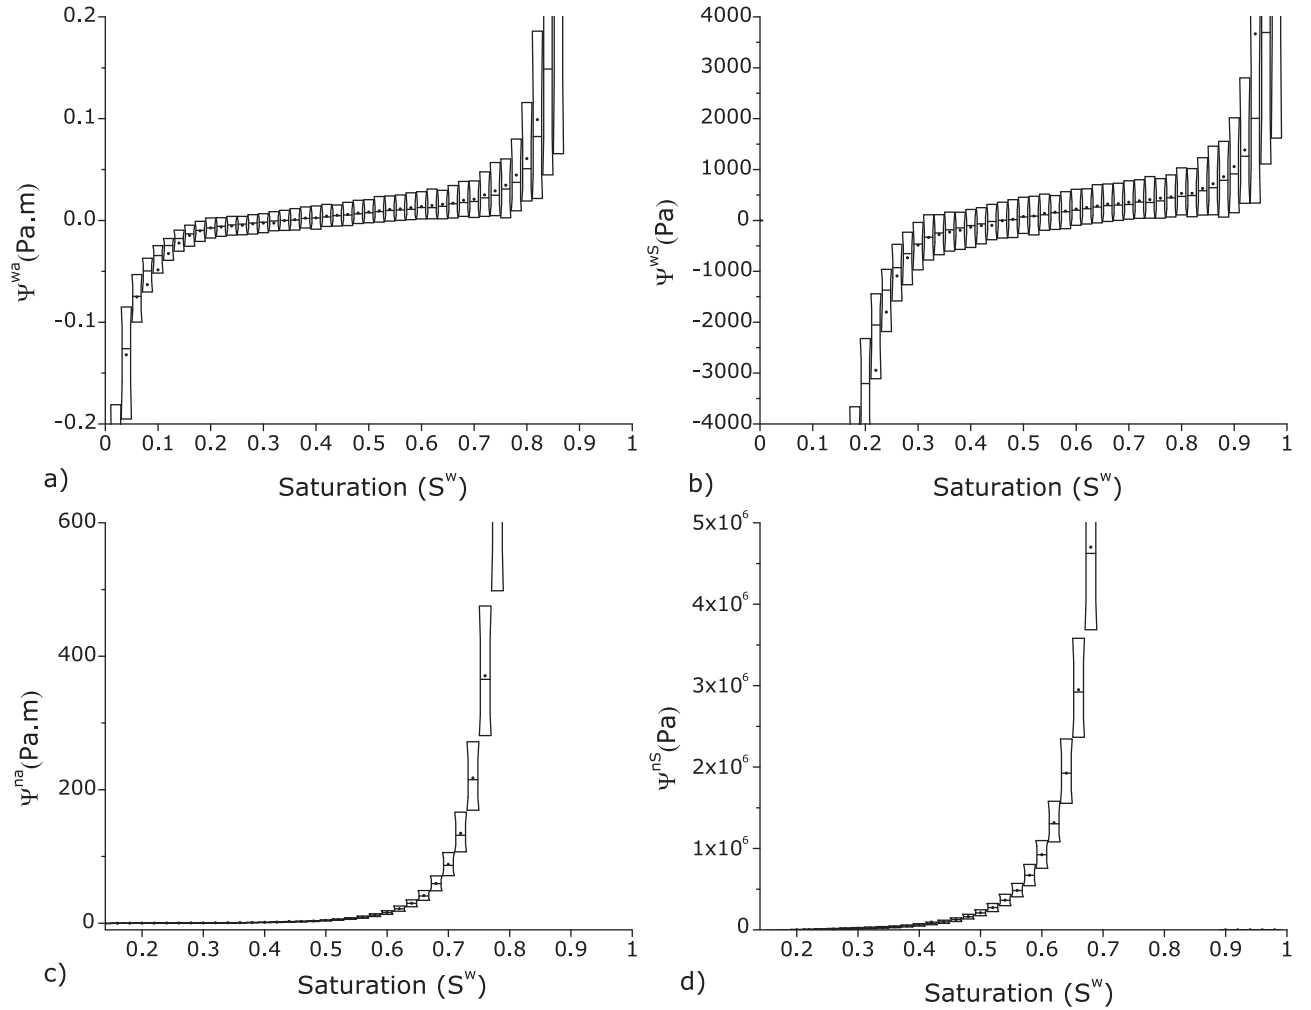 0.2
0.1
0.0
-0.1
-0.2
Ψʷᵃ(Pa.m)
0 0.1 0.2 0.3 0.4 0.5 0.6 0.7 0.8 0.9 1
a)
Saturation (Sʷ)
4000
3000
2000
1000
0
-1000
-2000
-3000
-4000
Ψʷˢ(Pa)
0 0.1 0.2 0.3 0.4 0.5 0.6 0.7 0.8 0.9 1
b)
Saturation (Sʷ)
600
400
200
0
Ψⁿᵃ(Pa.m)
0.2 0.3 0.4 0.5 0.6 0.7 0.8 0.9 1
c)
Saturation (Sʷ)
5x10⁶
4x10⁶
3x10⁶
2x10⁶
1x10⁶
0
Ψⁿˢ(Pa)
0.2 0.3 0.4 0.5 0.6 0.7 0.8 0.9 1
d)
Saturation (Sʷ)